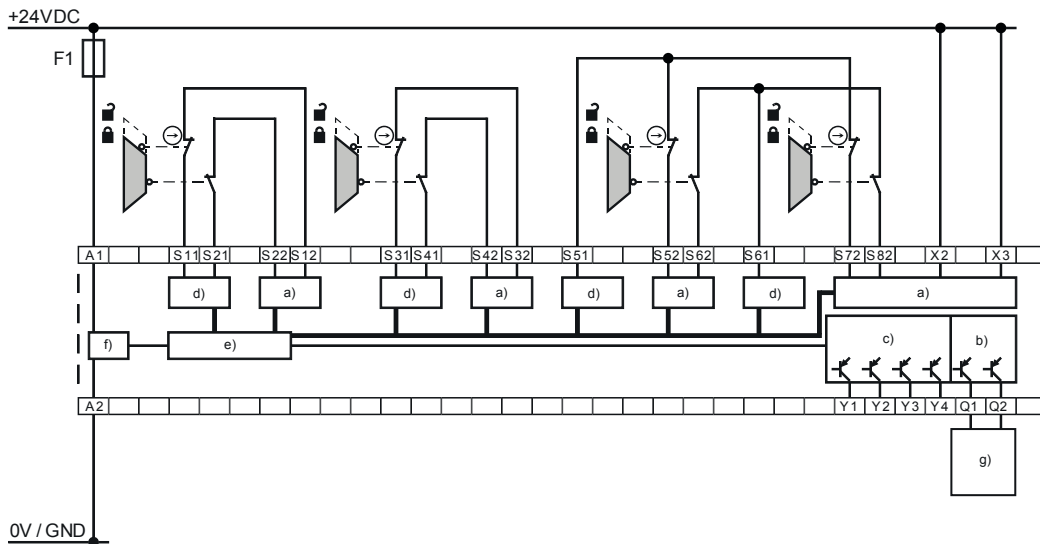 +24VDC
F1
A1 S11 S21 S22 S12 S31 S41 S42 S32 S51 S52 S62 S61 S72 S82 X2 X3
d) a) d) a) d) a) d) a)
f) e) c) b)
A2 Y1 Y2 Y3 Y4 Q1 Q2
g)
0V / GND